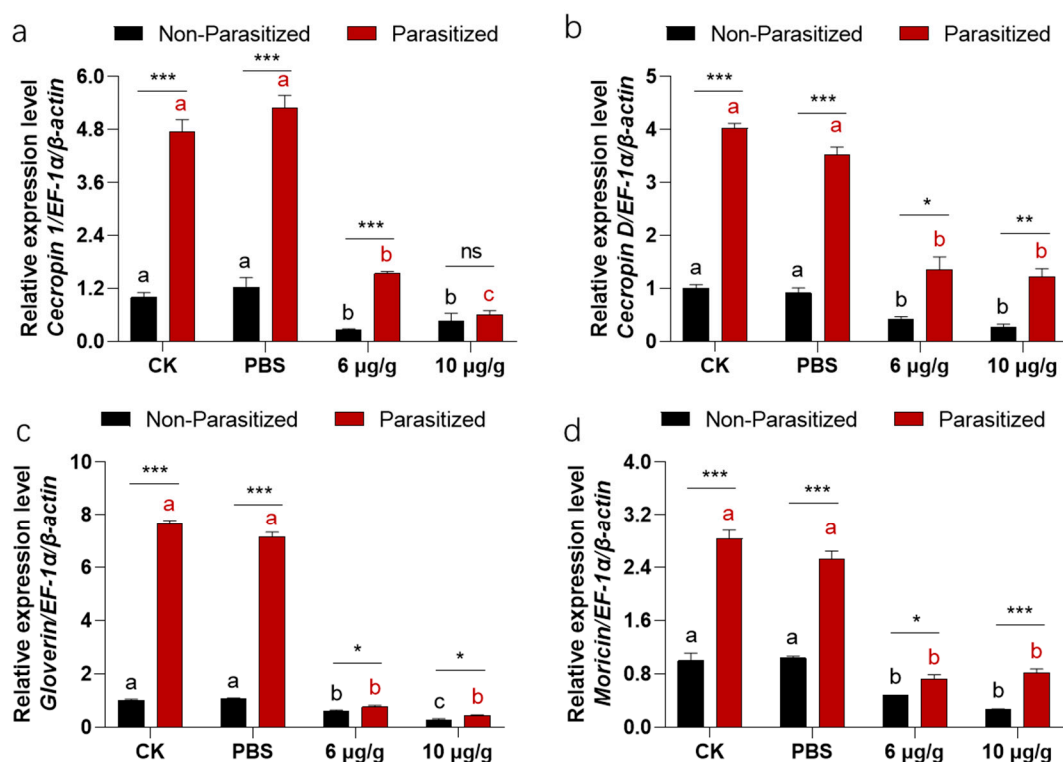 a
Non-Parasitized Parasitized
Relative expression level
Cecropin 1/EF-1α/β-actin
6.0
4.8
3.6
2.4
1.2
0.0
*** *** *** ns
a a a a b b b c
CK PBS 6 µg/g 10 µg/g
b
Non-Parasitized Parasitized
Relative expression level
Cecropin D/EF-1α/β-actin
5
4
3
2
1
0
*** *** * **
a a a a b b b b
CK PBS 6 µg/g 10 µg/g
c
Non-Parasitized Parasitized
Relative expression level
Gloverin/EF-1α/β-actin
10
8
6
4
2
0
*** *** * *
a a a a b b c b
CK PBS 6 µg/g 10 µg/g
d
Non-Parasitized Parasitized
Relative expression level
Moricin/EF-1α/β-actin
4.0
3.2
2.4
1.6
0.8
0.0
*** *** * ***
a a a a b b b b
CK PBS 6 µg/g 10 µg/g